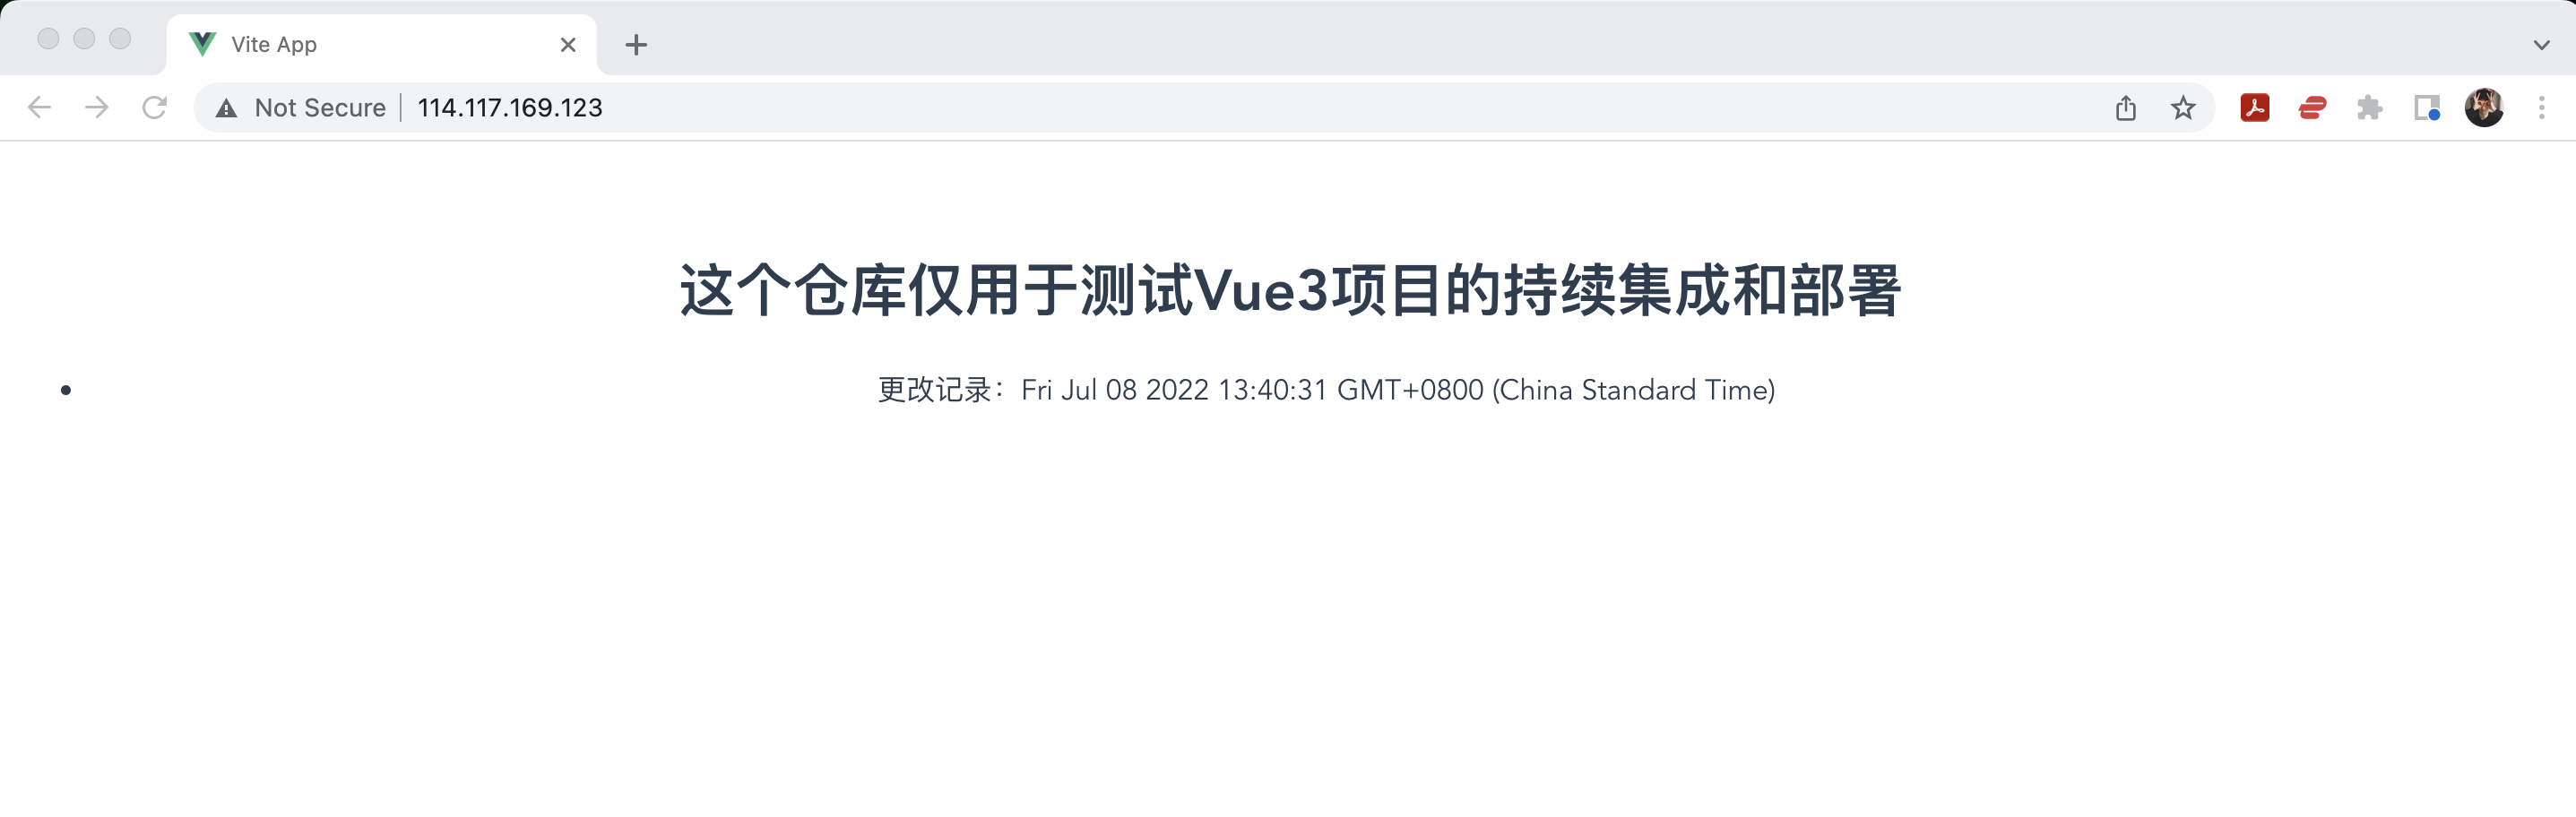 Vite App
Not Secure | 114.117.169.123
这个仓库仅用于测试Vue3项目的持续集成和部署
• 更改记录：Fri Jul 08 2022 13:40:31 GMT+0800 (China Standard Time)